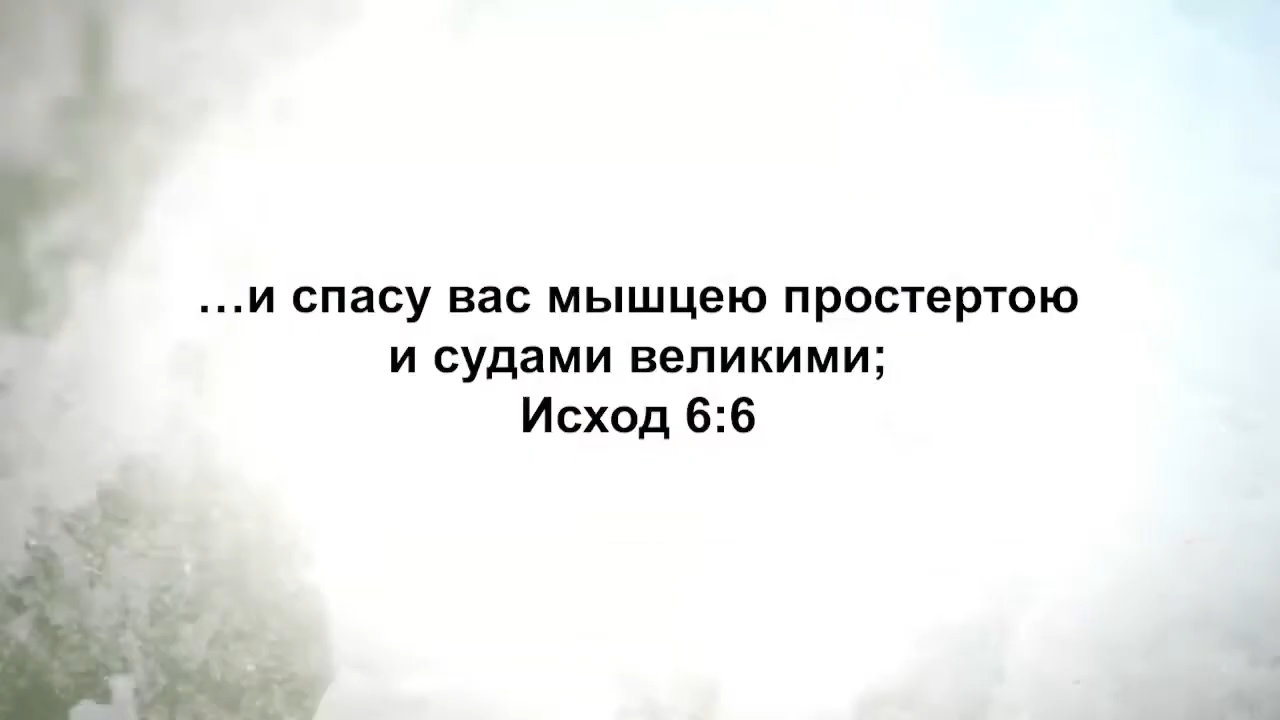 …и спасу вас мышцею простертою
и судами великими;
Исход 6:6